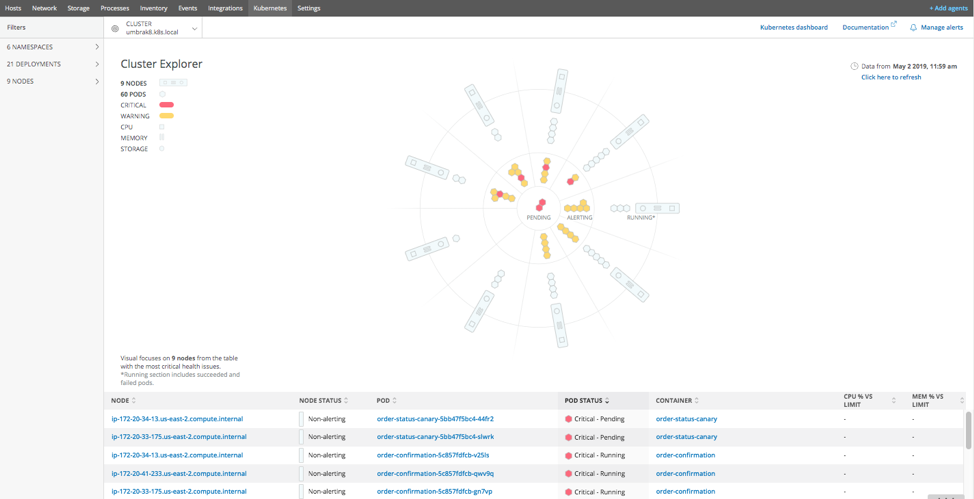 Hosts Network Storage Processes Inventory Events Integrations Kubernetes Settings + Add agents
Filters
CLUSTER
umbrak8.k8s.local
Kubernetes dashboard Documentation Manage alerts
6 NAMESPACES
21 DEPLOYMENTS
9 NODES
Cluster Explorer
Data from May 2 2019, 11:59 am
Click here to refresh
9 NODES
60 PODS
CRITICAL
WARNING
CPU
MEMORY
STORAGE
PENDING ALERTING RUNNING*
Visual focuses on 9 nodes from the table
with the most critical health issues.
*Running section includes succeeded and
failed pods.
NODE NODE STATUS POD POD STATUS CONTAINER CPU % VS LIMIT MEM % VS LIMIT
ip-172-20-34-13.us-east-2.compute.internal Non-alerting order-status-canary-5bb47f5bc4-44fr2 Critical - Pending order-status-canary - -
ip-172-20-33-175.us-east-2.compute.internal Non-alerting order-status-canary-5bb47f5bc4-slwrk Critical - Pending order-status-canary - -
ip-172-20-34-13.us-east-2.compute.internal Non-alerting order-confirmation-5c857fdfcb-v25ls Critical - Running order-confirmation - -
ip-172-20-41-233.us-east-2.compute.internal Non-alerting order-confirmation-5c857fdfcb-qwv9q Critical - Running order-confirmation - -
ip-172-20-33-175.us-east-2.compute.internal Non-alerting order-confirmation-5c857fdfcb-gn7vp Critical - Running order-confirmation - -